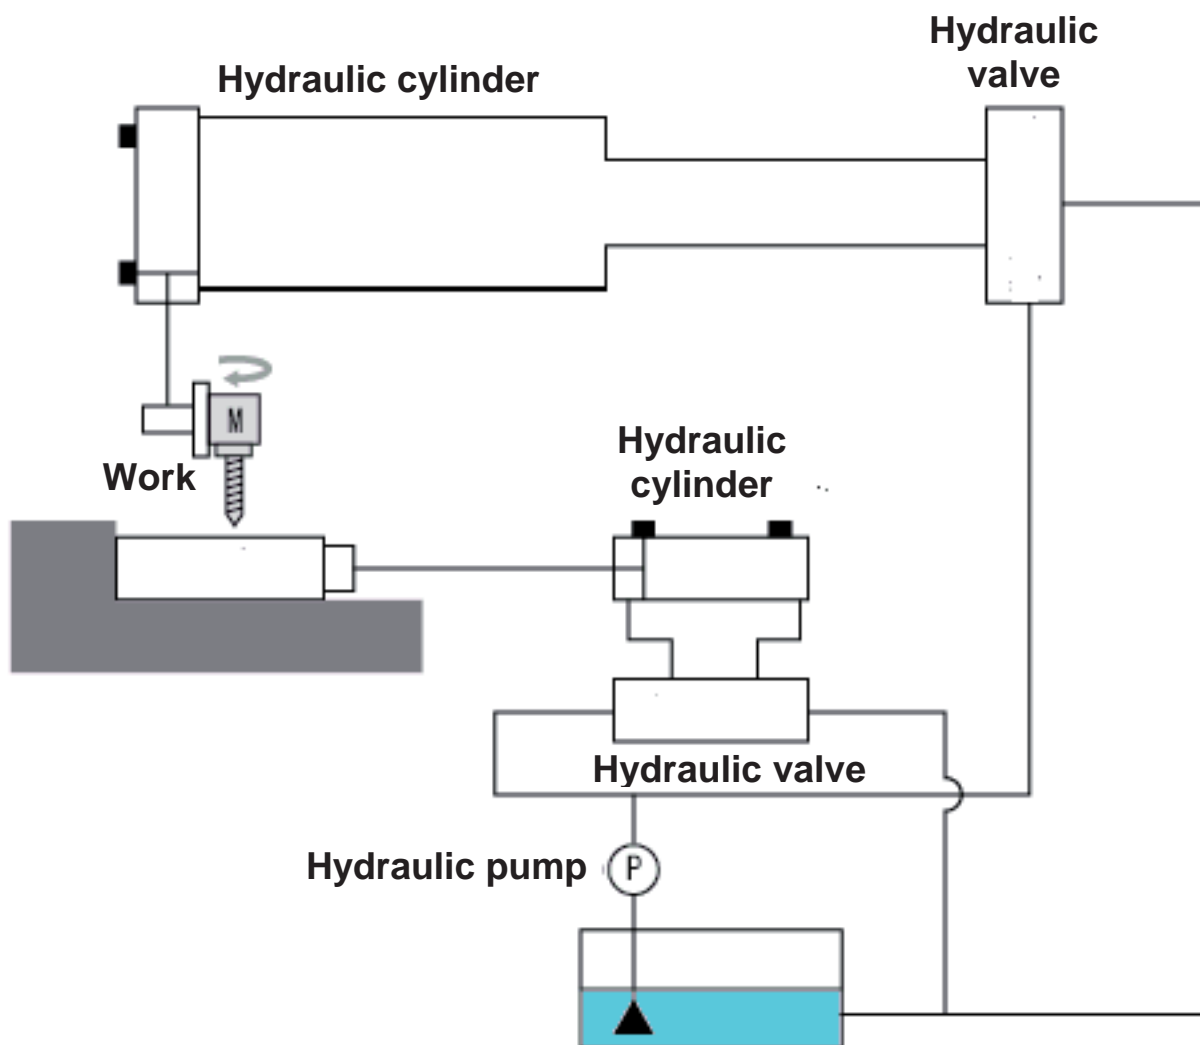 Hydraulic
valve
Hydraulic cylinder
M
Work
Hydraulic
cylinder
Hydraulic valve
Hydraulic pump
P